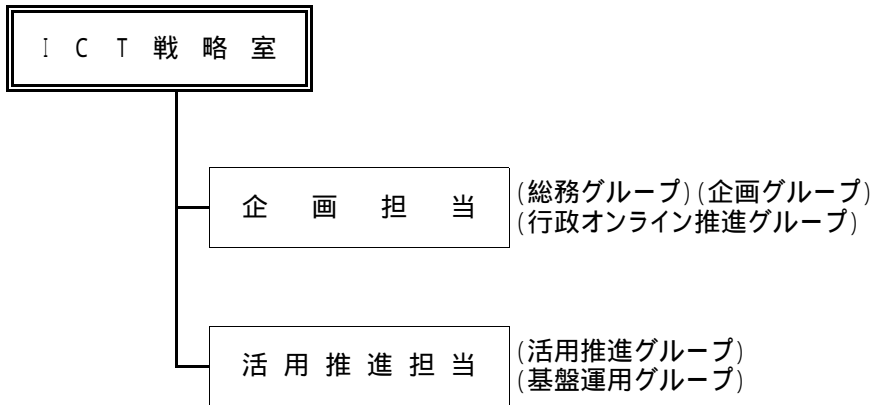 ICT戦略室
企画担当
(総務グループ)(企画グループ)
(行政オンライン推進グループ)
活用推進担当
(活用推進グループ)
(基盤運用グループ)